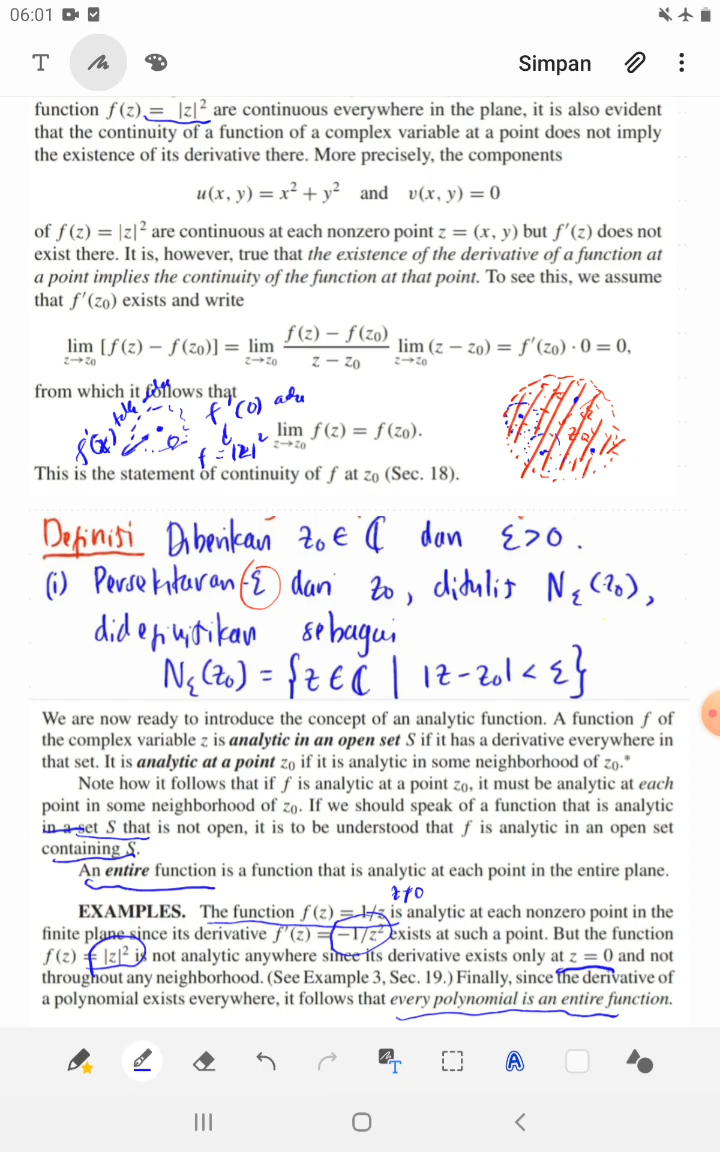 06:01
T
Simpan
function f(z) = |z|² are continuous everywhere in the plane, it is also evident
that the continuity of a function of a complex variable at a point does not imply
the existence of its derivative there. More precisely, the components
u(x, y) = x² + y² and v(x, y) = 0
of f(z) = |z|² are continuous at each nonzero point z = (x, y) but f′(z) does not
exist there. It is, however, true that the existence of the derivative of a function at
a point implies the continuity of the function at that point. To see this, we assume
that f′(z₀) exists and write
lim z→z₀ [f(z) − f(z₀)] = lim z→z₀ (f(z) − f(z₀))/(z − z₀) lim z→z₀ (z − z₀) = f′(z₀) · 0 = 0,
from which it follows that
f'(0) ada
f = |z|²
lim z→z₀ f(z) = f(z₀).
This is the statement of continuity of f at z₀ (Sec. 18).
Definisi Diberikan z₀ ∈ ℂ dan ε>0.
(i) Persekitaran-ε dari z₀, ditulis Nε(z₀),
didefinisikan sebagai
Nε(z₀) = {z ∈ ℂ | |z-z₀| < ε}
We are now ready to introduce the concept of an analytic function. A function f of
the complex variable z is analytic in an open set S if it has a derivative everywhere in
that set. It is analytic at a point z₀ if it is analytic in some neighborhood of z₀.*
Note how it follows that if f is analytic at a point z₀, it must be analytic at each
point in some neighborhood of z₀. If we should speak of a function that is analytic
in a set S that is not open, it is to be understood that f is analytic in an open set
containing S.
An entire function is a function that is analytic at each point in the entire plane.
z≠0
EXAMPLES. The function f(z) = 1/z is analytic at each nonzero point in the
finite plane since its derivative f′(z) = −1/z² exists at such a point. But the function
f(z) = |z|² is not analytic anywhere since its derivative exists only at z = 0 and not
throughout any neighborhood. (See Example 3, Sec. 19.) Finally, since the derivative of
a polynomial exists everywhere, it follows that every polynomial is an entire function.